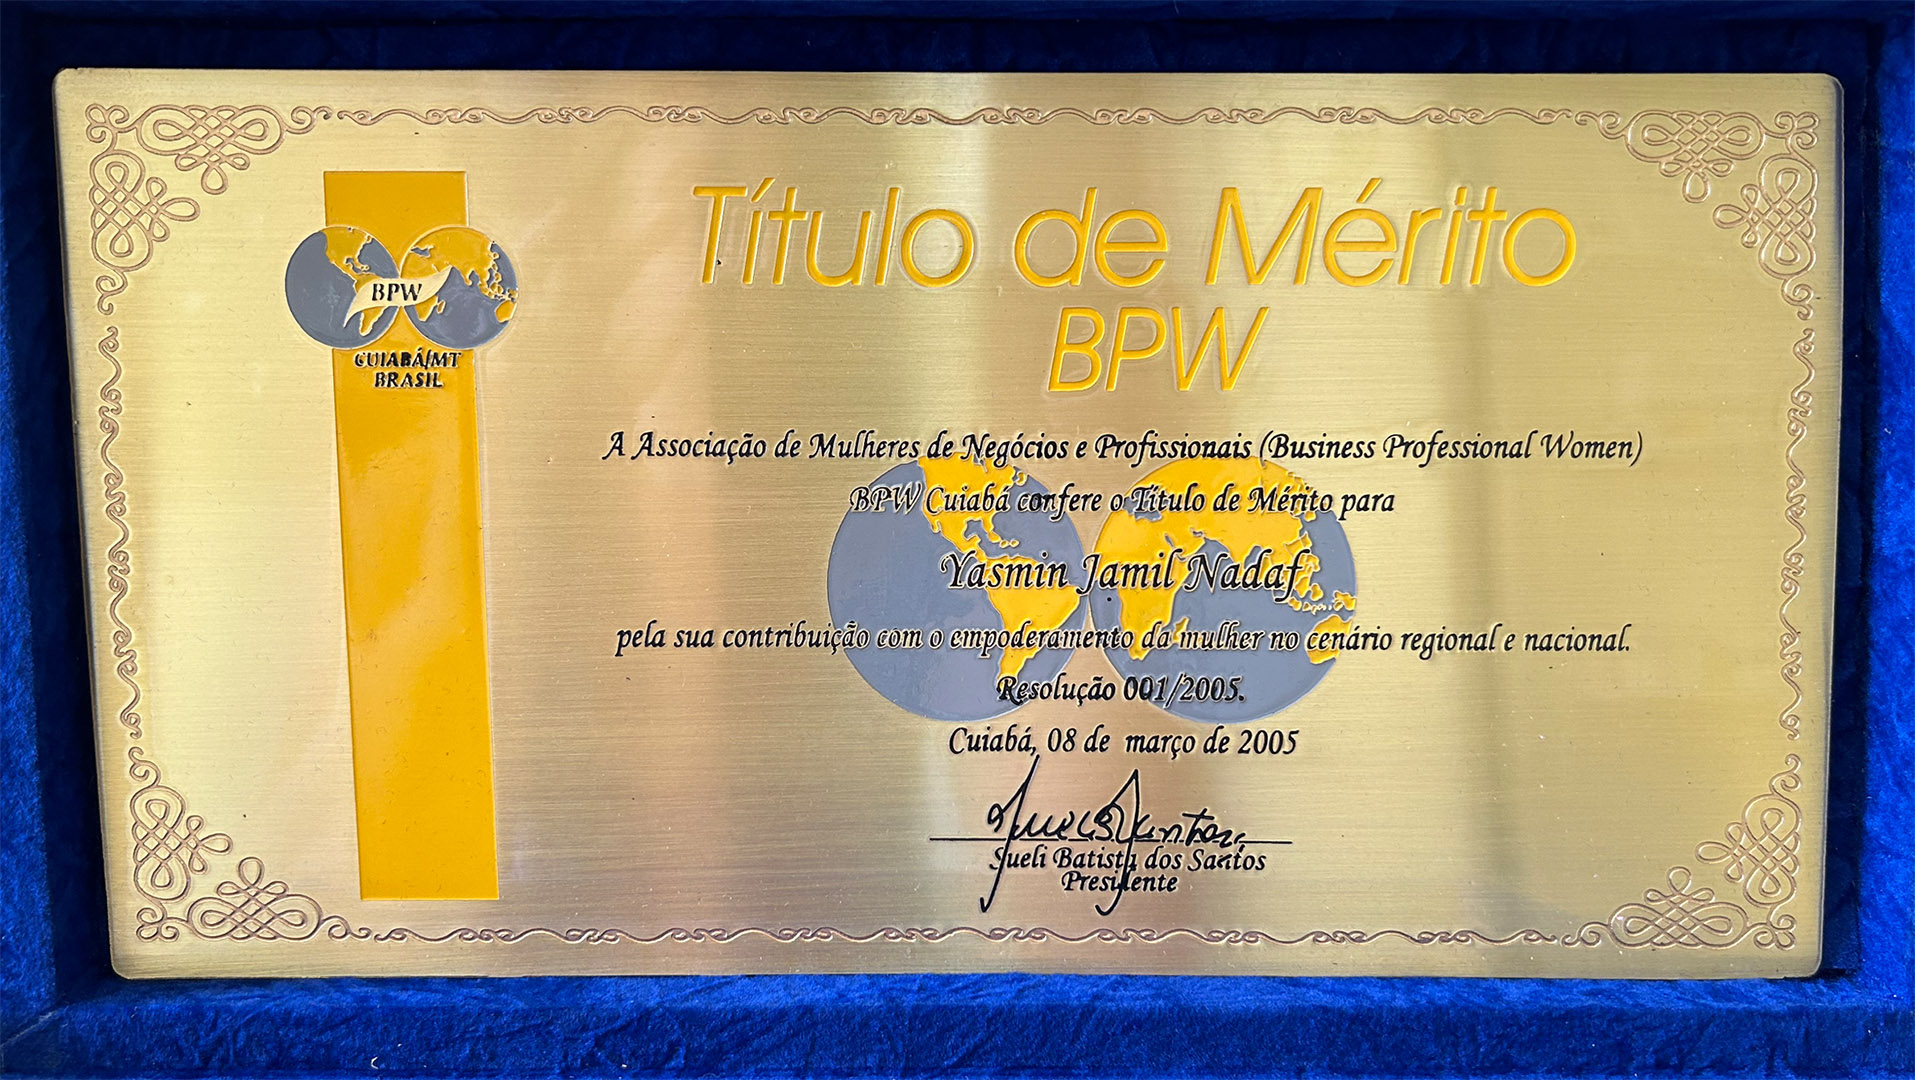 BPW
CUIABÁ/MT
BRASIL
Título de Mérito
BPW
A Associação de Mulheres de Negócios e Profissionais (Business Professional Women)
BPW Cuiabá confere o Título de Mérito para
Yasmin Jamil Nadaf
pela sua contribuição com o empoderamento da mulher no cenário regional e nacional.
Resolução 001/2005.
Cuiabá, 08 de março de 2005
Sueli Batista dos Santos
Presidente